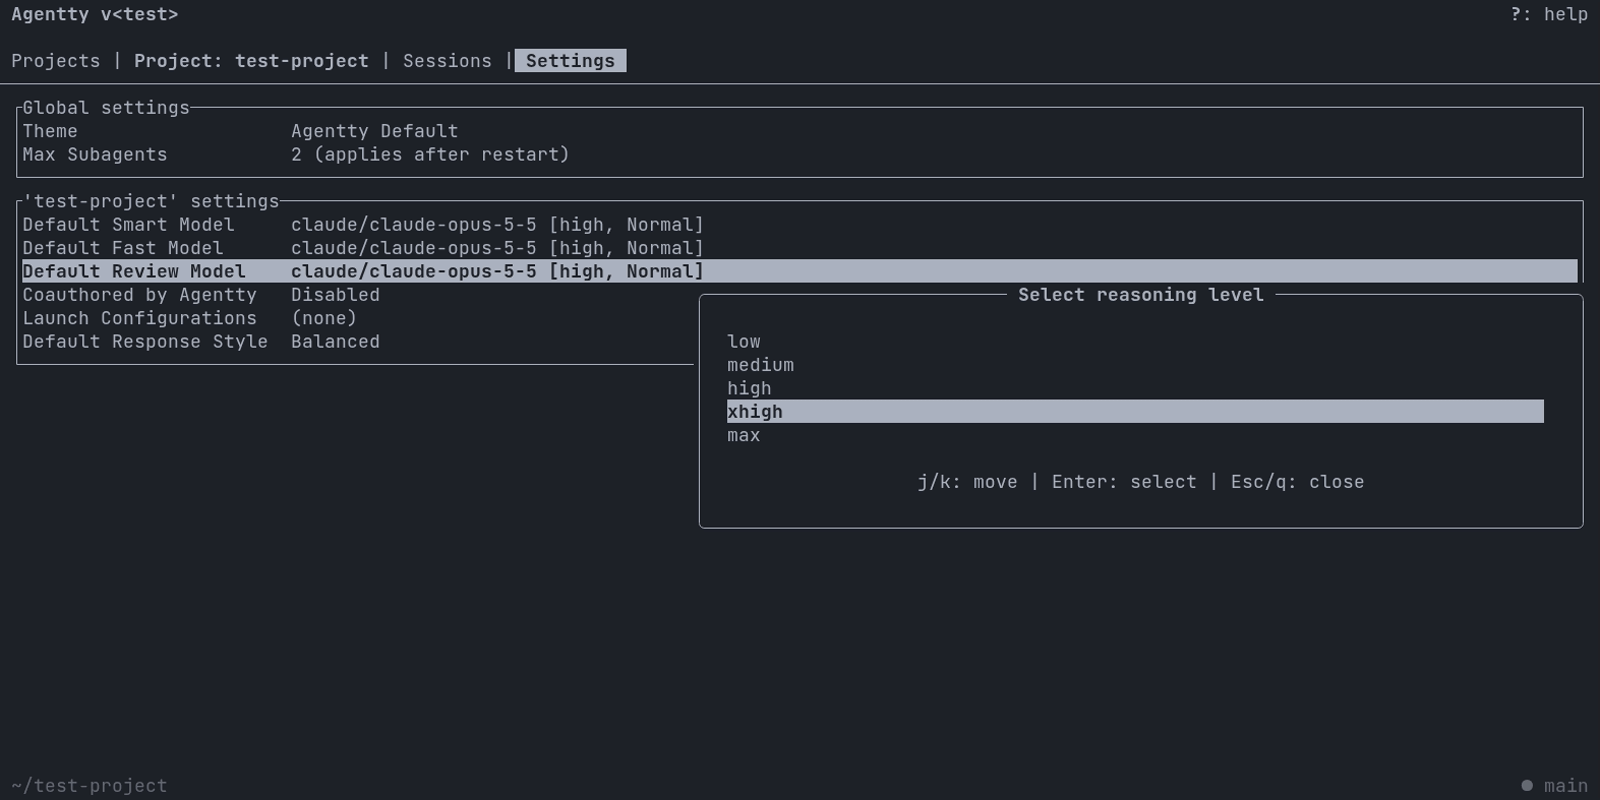 Agentty v<test> ?: help
Projects | Project: test-project | Sessions | Settings
Global settings
Theme Agentty Default
Max Subagents 2 (applies after restart)
'test-project' settings
Default Smart Model claude/claude-opus-5-5 [high, Normal]
Default Fast Model claude/claude-opus-5-5 [high, Normal]
Default Review Model claude/claude-opus-5-5 [high, Normal]
Coauthored by Agentty Disabled
Launch Configurations (none)
Default Response Style Balanced
Select reasoning level
low
medium
high
xhigh
max
j/k: move | Enter: select | Esc/q: close
~/test-project ● main